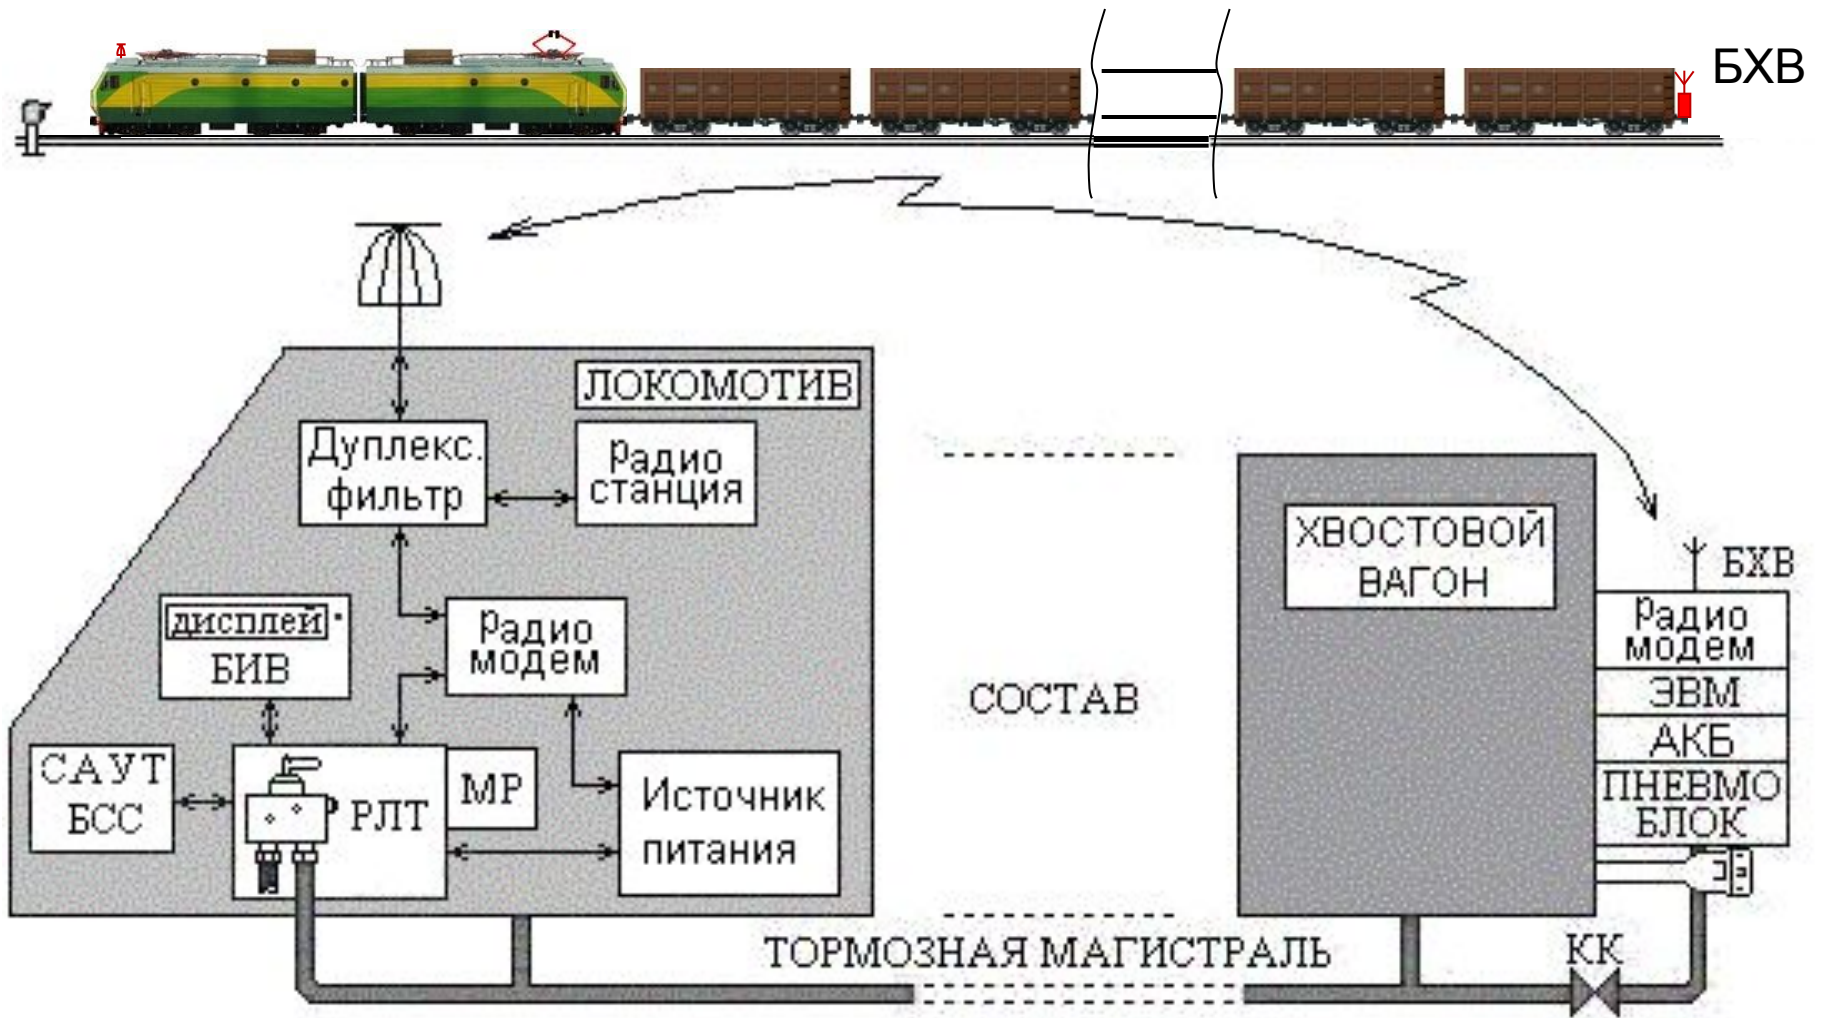 БХВ
ЛОКОМОТИВ
Дуплекс.
фильтр
Радио
станция
ХВОСТОВОЙ
ВАГОН
БХВ
дисплей
БИВ
Радио
модем
Радио
модем
ЭВМ
АКБ
ПНЕВМО
БЛОК
СОСТАВ
САУТ
БСС
РЛТ
МР
Источник
питания
ТОРМОЗНАЯ МАГИСТРАЛЬ
КК